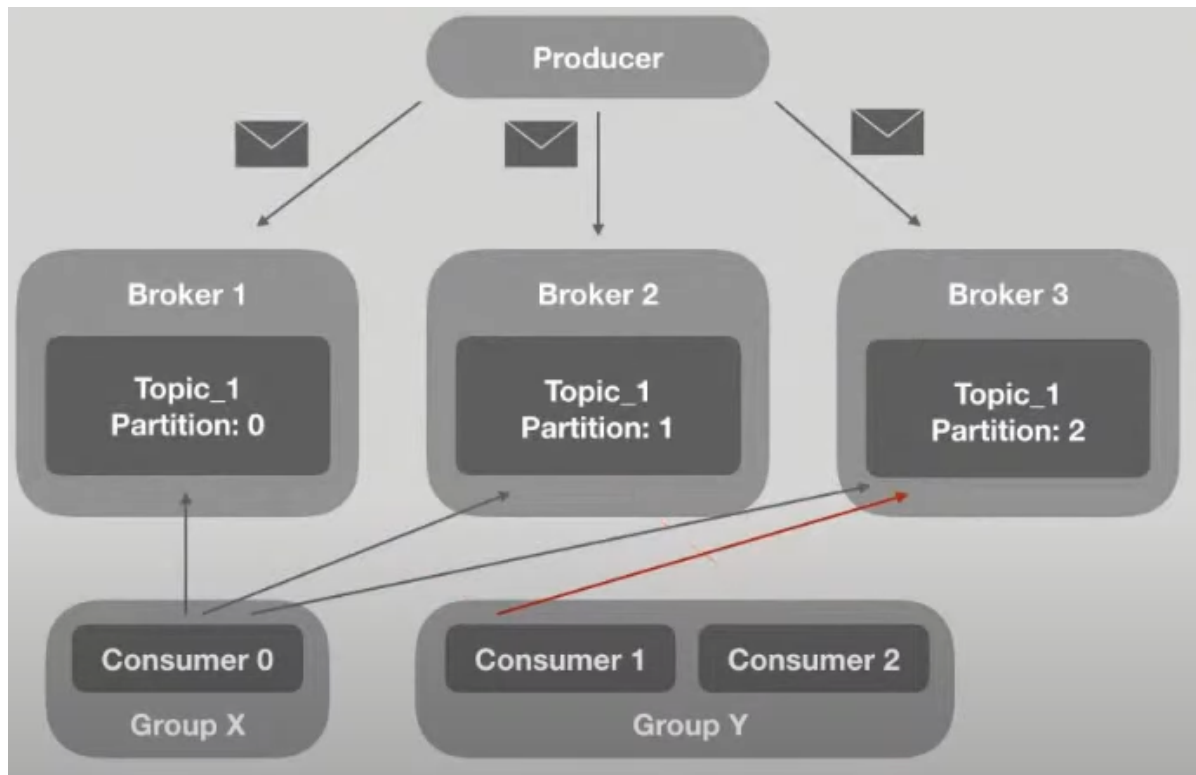 Producer
Broker 1
Broker 2
Broker 3
Topic_1
Partition: 0
Topic_1
Partition: 1
Topic_1
Partition: 2
Consumer 0
Consumer 1
Consumer 2
Group X
Group Y